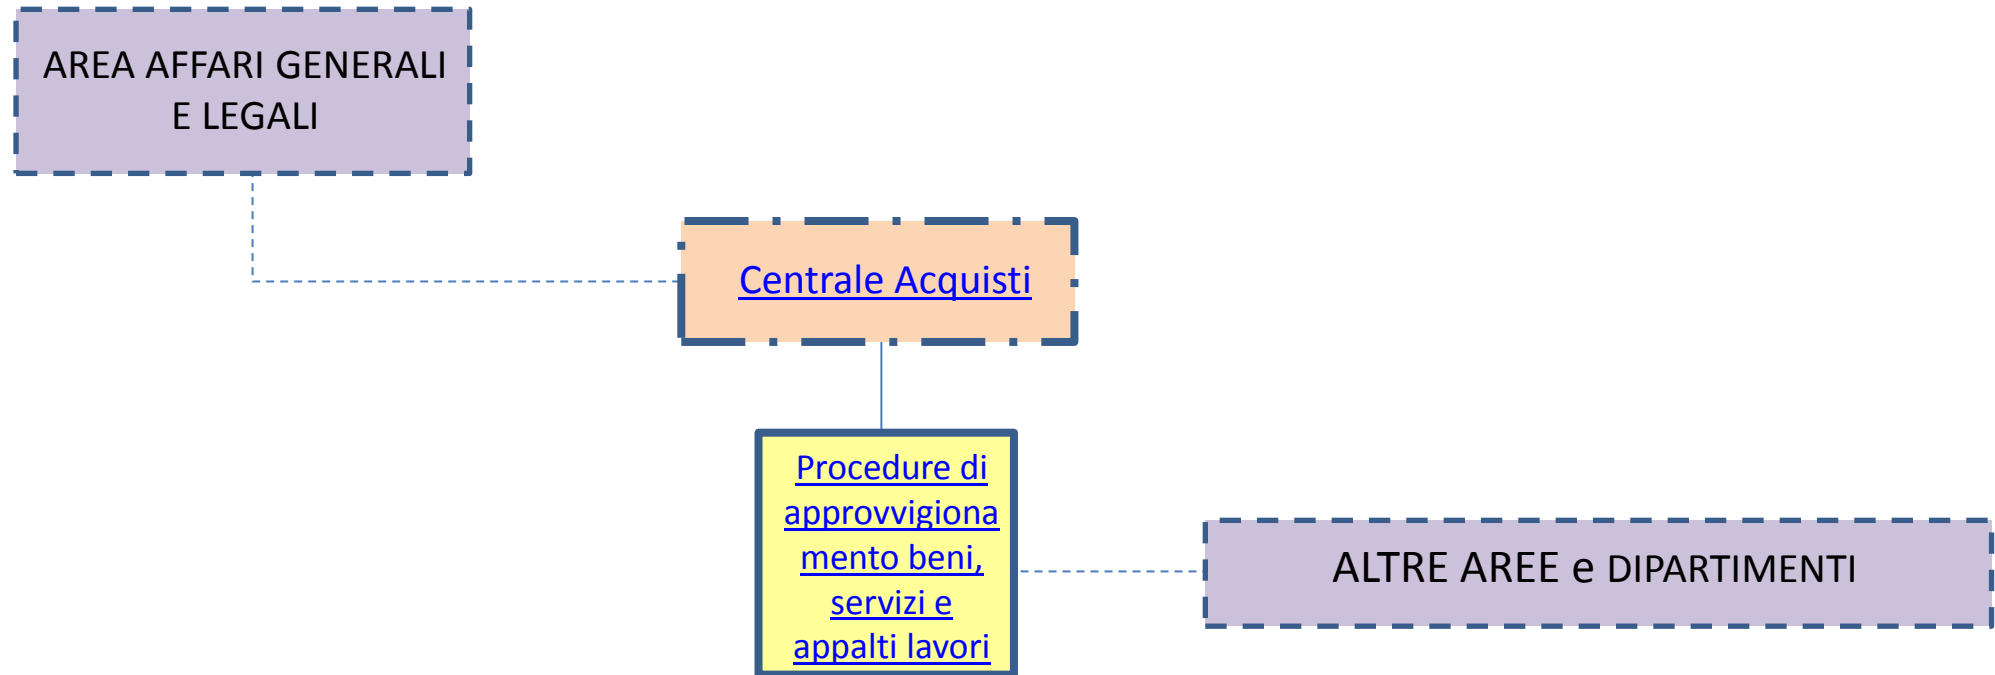 AREA AFFARI GENERALI
E LEGALI
Centrale Acquisti
Procedure di
approvvigiona
mento beni,
servizi e
appalti lavori
ALTRE AREE e DIPARTIMENTI